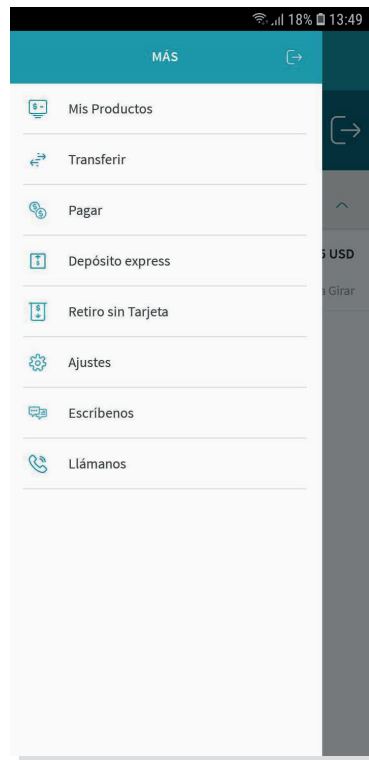 18% 13:49
MÁS
Mis Productos
Transferir
Pagar
Depósito express
USD
Retiro sin Tarjeta
Girar
Ajustes
Escríbenos
Llámanos